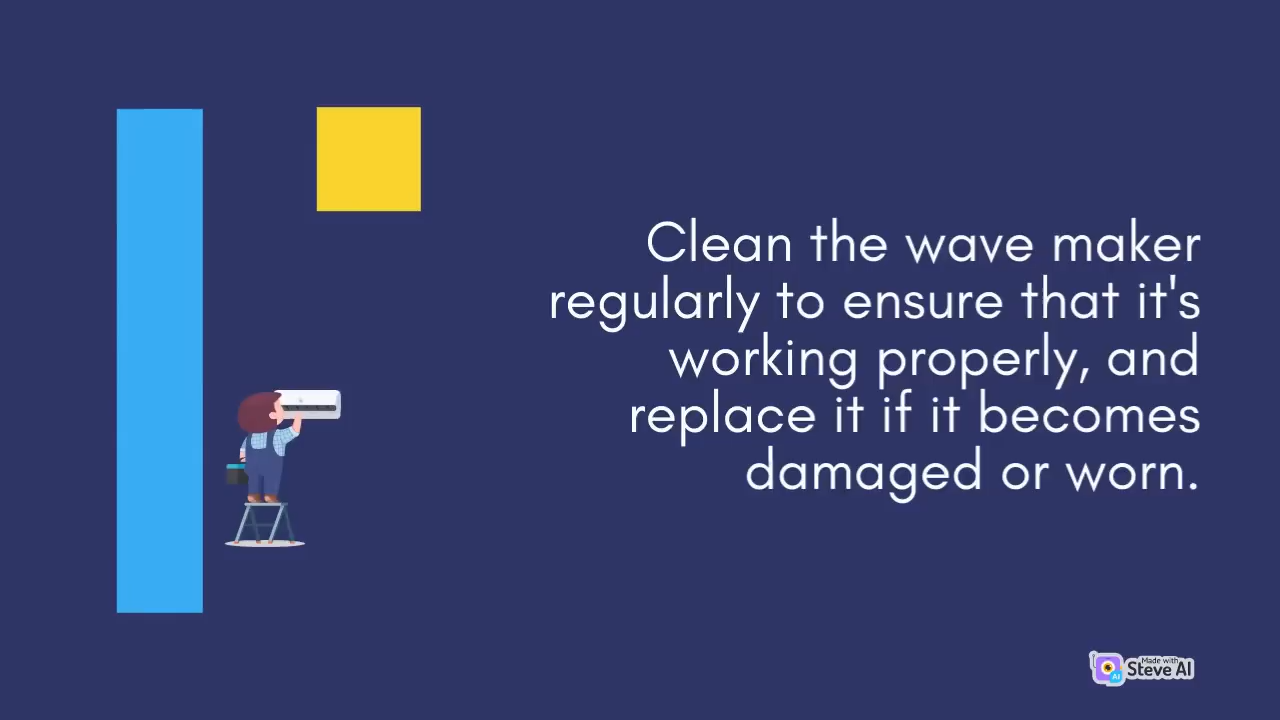 Clean the wave maker
regularly to ensure that it's
working properly, and
replace it if it becomes
damaged or worn.
Made with
Steve AI
AI